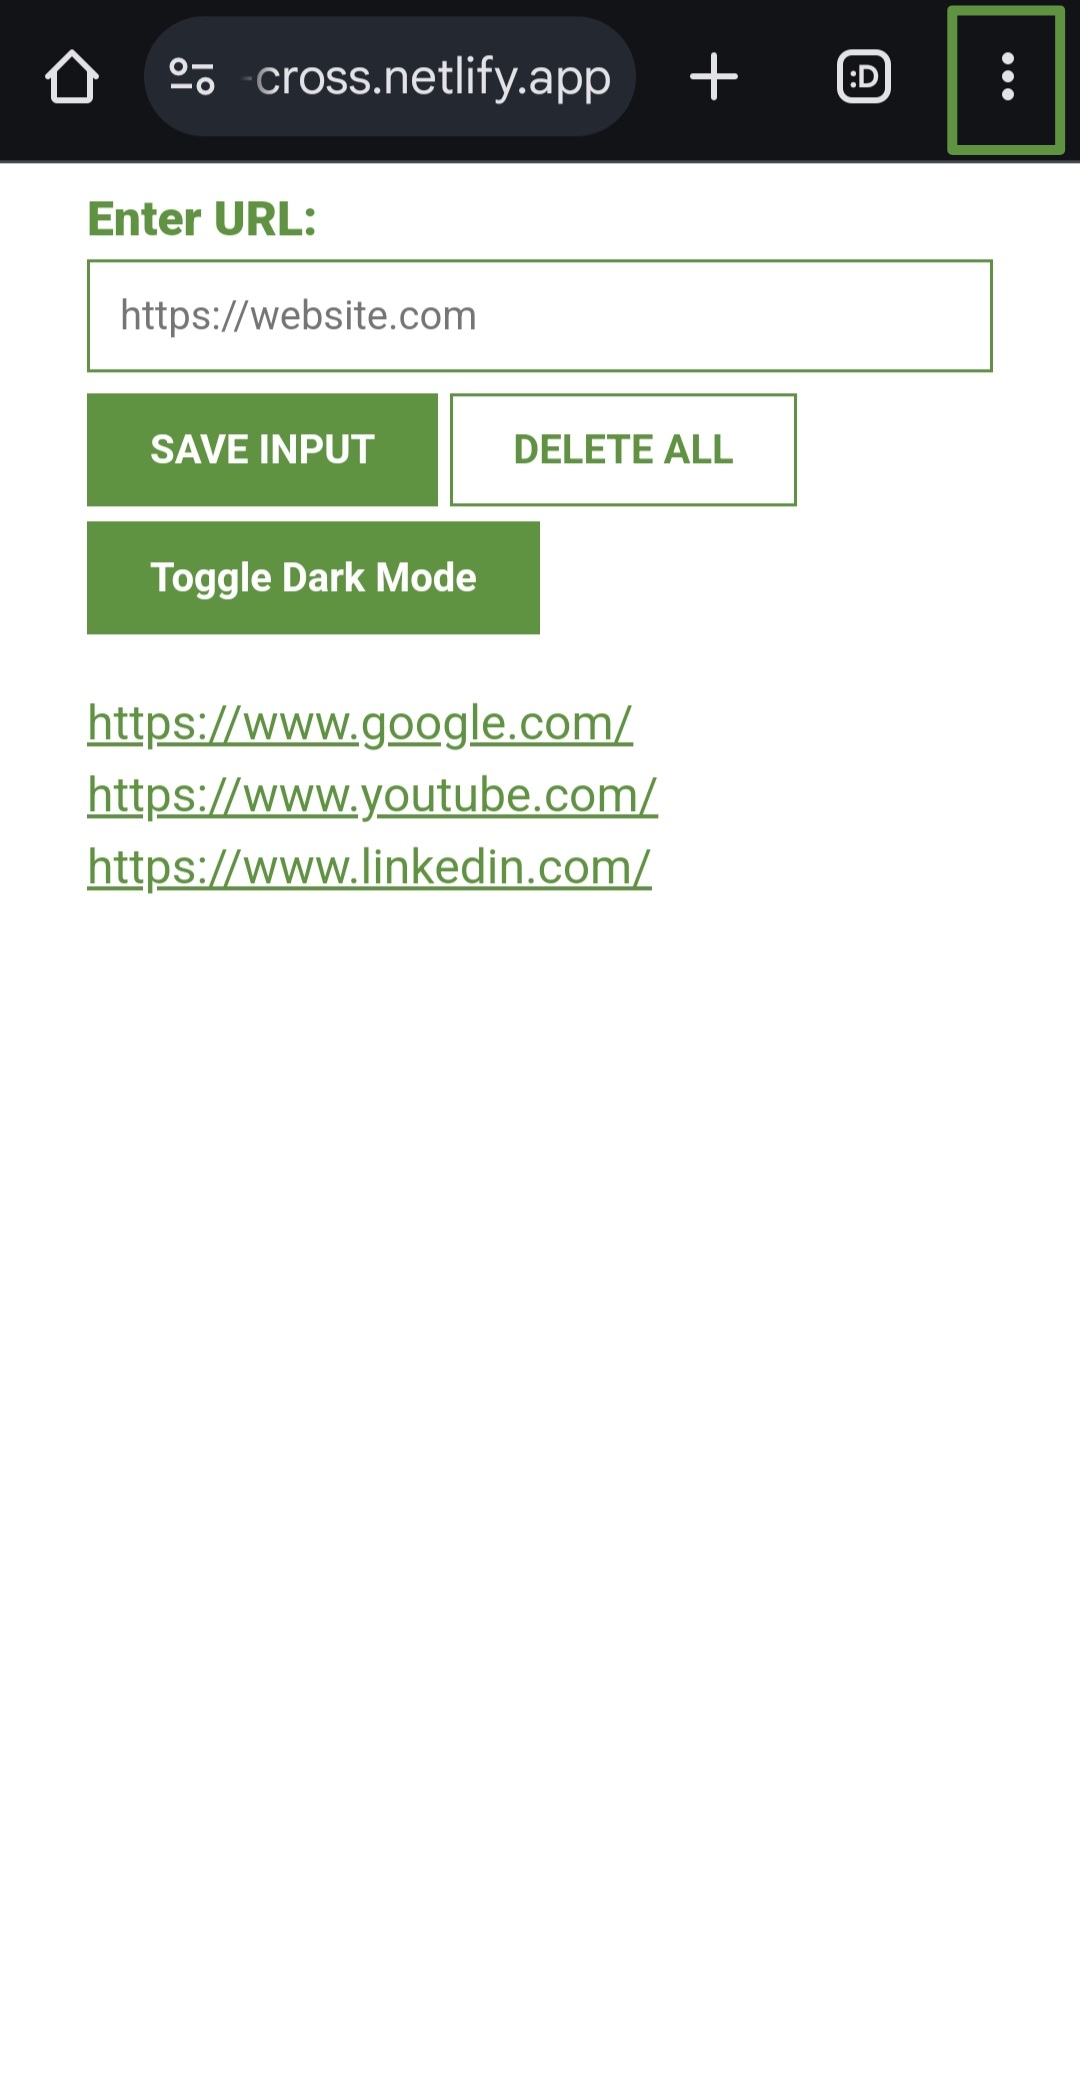 -cross.netlify.app
:D
Enter URL:
https://website.com
SAVE INPUT
DELETE ALL
Toggle Dark Mode
https://www.google.com/
https://www.youtube.com/
https://www.linkedin.com/